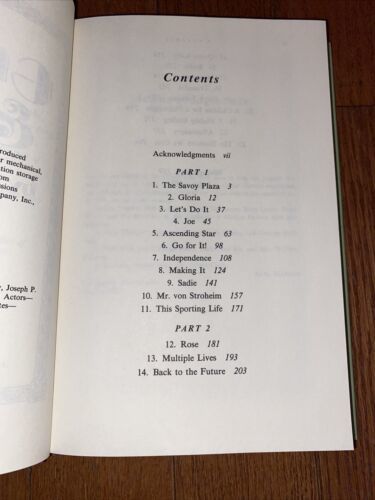 roduced
r mechanical,
tion storage
om
issions
pany, Inc.,
y, Joseph P.
Actors—
tes—
Contents
Acknowledgments vii
PART 1
1. The Savoy Plaza 3
2. Gloria 12
3. Let's Do It 37
4. Joe 45
5. Ascending Star 63
6. Go for It! 98
7. Independence 108
8. Making It 124
9. Sadie 141
10. Mr. von Stroheim 157
11. This Sporting Life 171
PART 2
12. Rose 181
13. Multiple Lives 193
14. Back to the Future 203